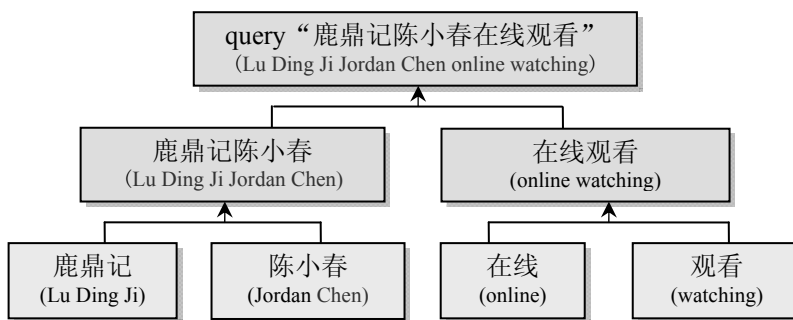 query“鹿鼎记陈小春在线观看”
(Lu Ding Ji Jordan Chen online watching)
鹿鼎记陈小春
(Lu Ding Ji Jordan Chen)
在线观看
(online watching)
鹿鼎记
(Lu Ding Ji)
陈小春
(Jordan Chen)
在线
(online)
观看
(watching)